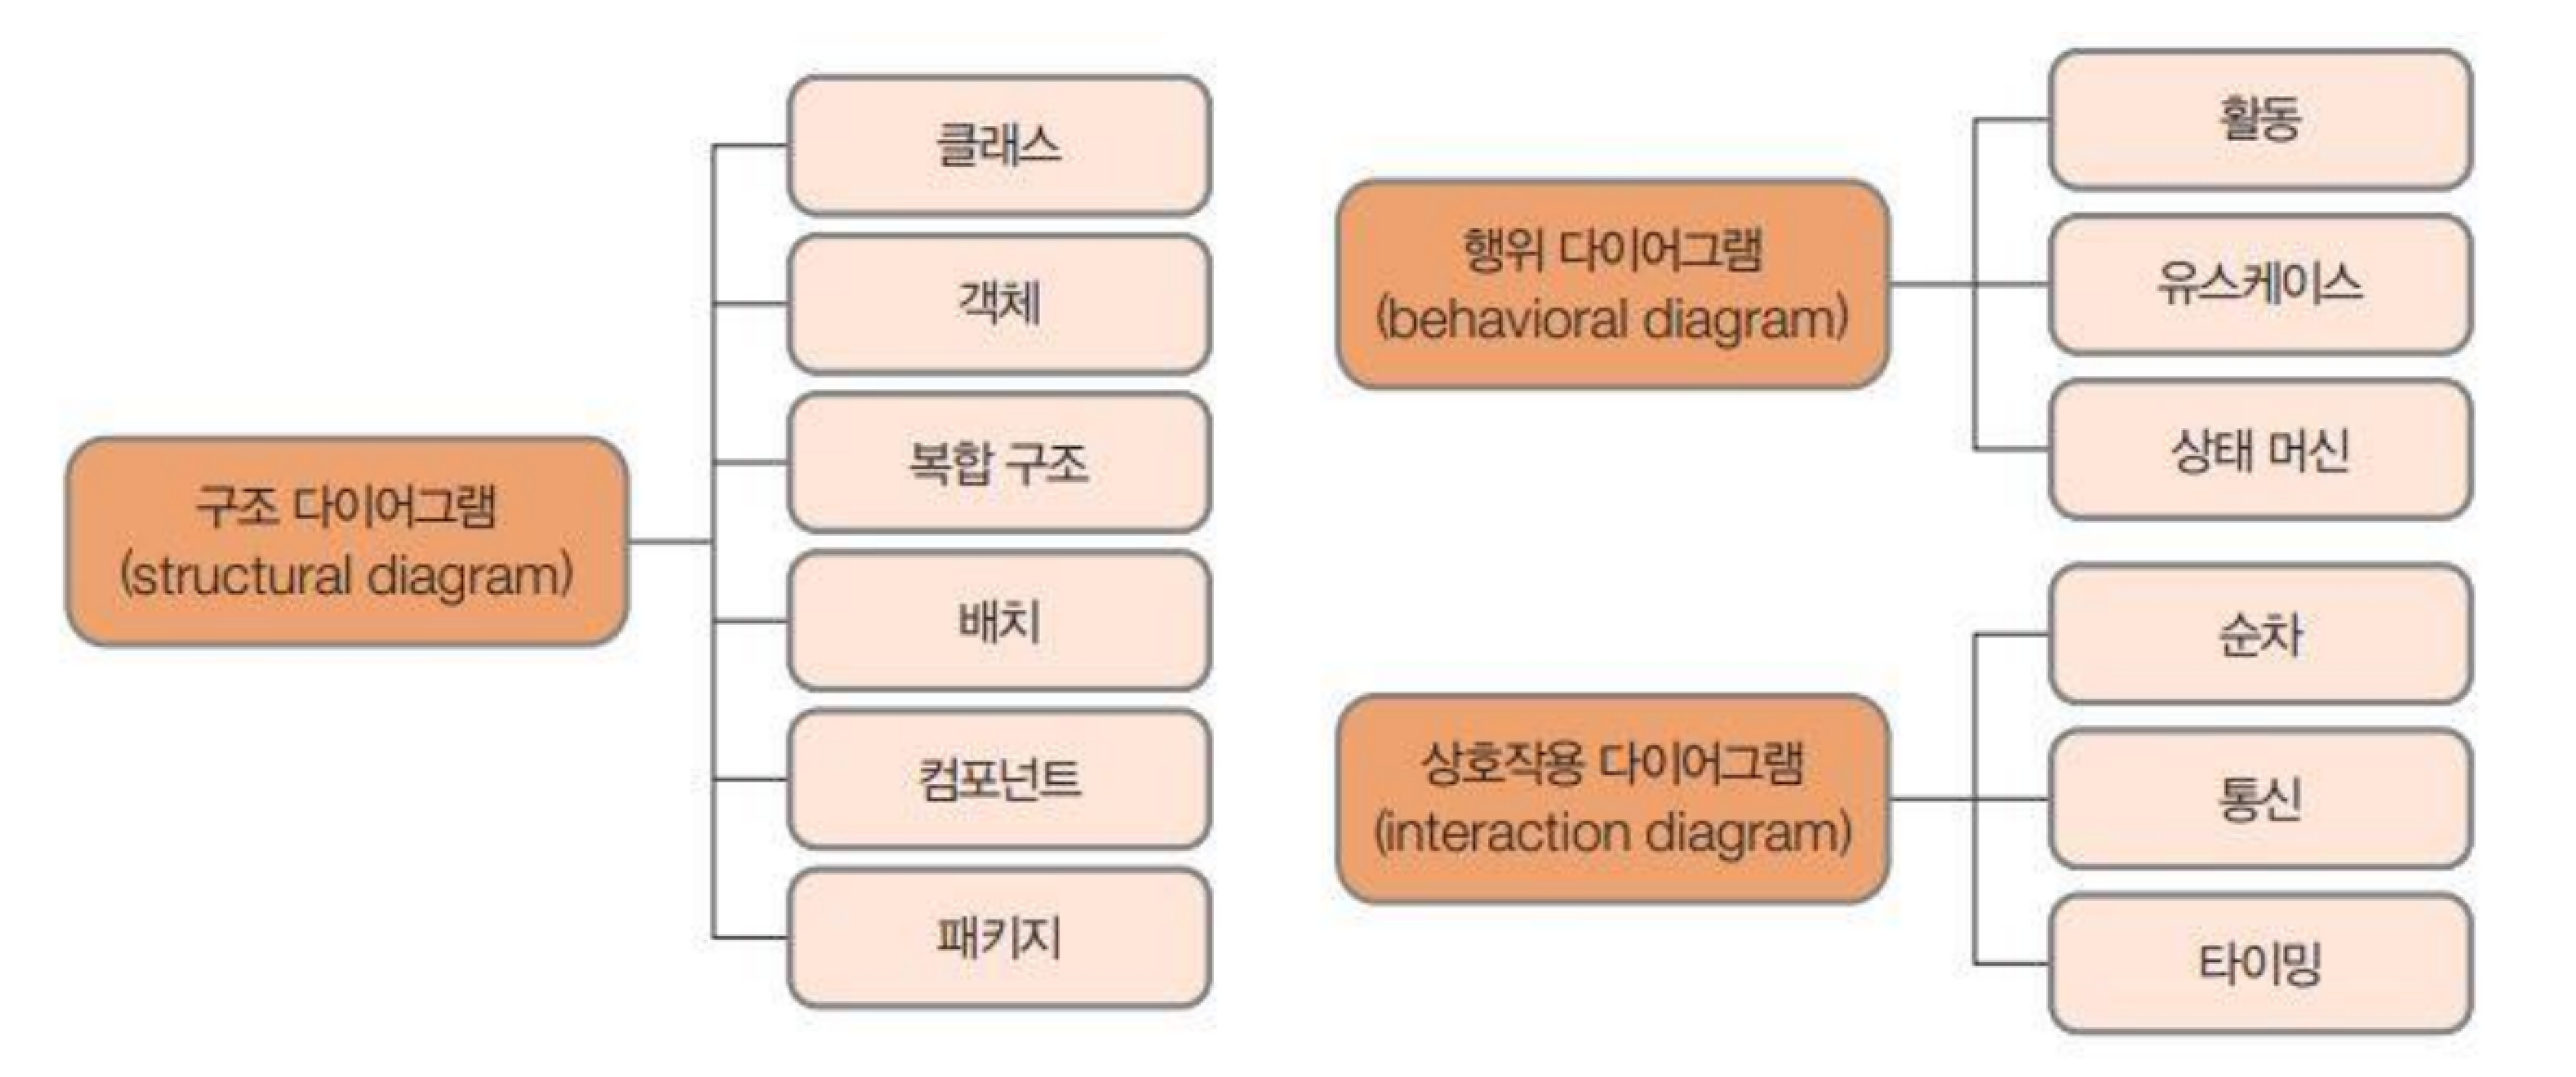 구조 다이어그램
(structural diagram)
클래스
객체
복합 구조
배치
컴포넌트
패키지
행위 다이어그램
(behavioral diagram)
활동
유스케이스
상태 머신
상호작용 다이어그램
(interaction diagram)
순차
통신
타이밍